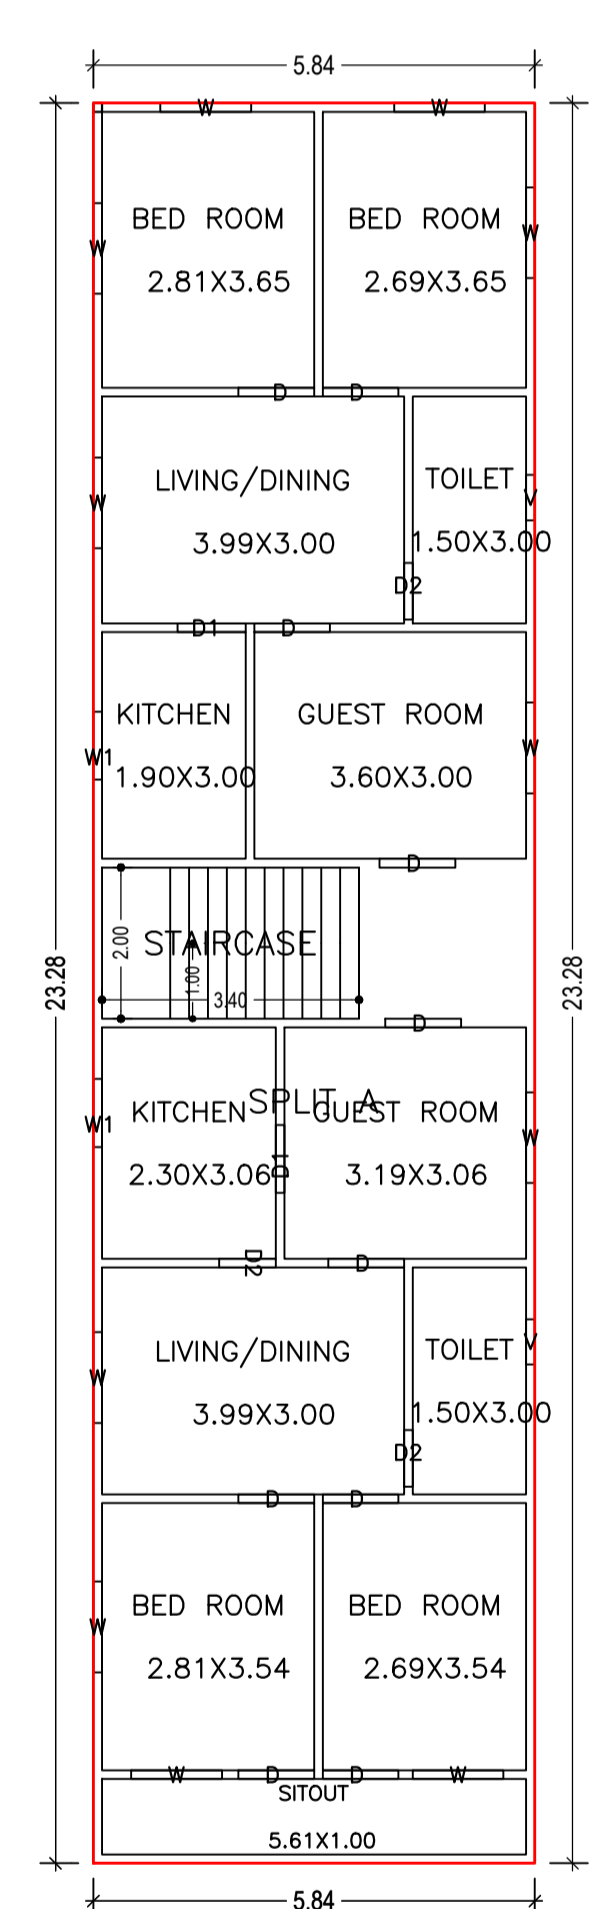 5.84
W W
BED ROOM BED ROOM
W W
2.81X3.65 2.69X3.65
D D
LIVING/DINING TOILET
W V
3.99X3.00 1.50X3.00
D2
D1 D
KITCHEN GUEST ROOM
W1 W
1.90X3.00 3.60X3.00
D
2.00 STAIRCASE
23.28 1.00 23.28
3.40
D
SPLIT A
W1 KITCHEN GUEST ROOM W
2.30X3.06 D1 3.19X3.06
D2 D
LIVING/DINING TOILET
W V
3.99X3.00 1.50X3.00
D2
D D
BED ROOM BED ROOM
W
2.81X3.54 2.69X3.54
W D D W
SITOUT
5.61X1.00
5.84